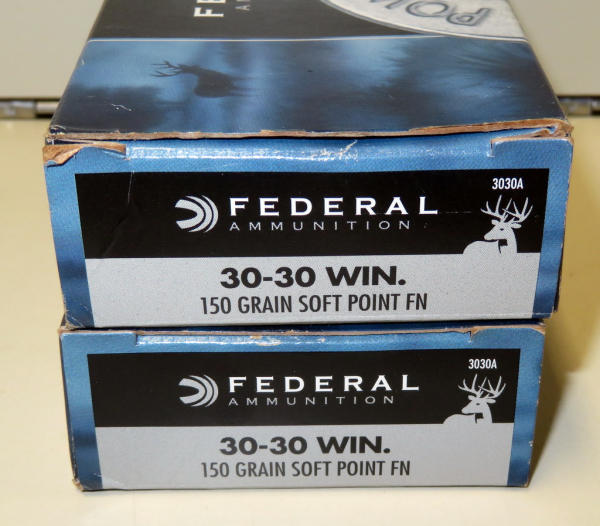 3030A
FEDERAL
AMMUNITION
30-30 WIN.
150 GRAIN SOFT POINT FN
3030A
FEDERAL
AMMUNITION
30-30 WIN.
150 GRAIN SOFT POINT FN